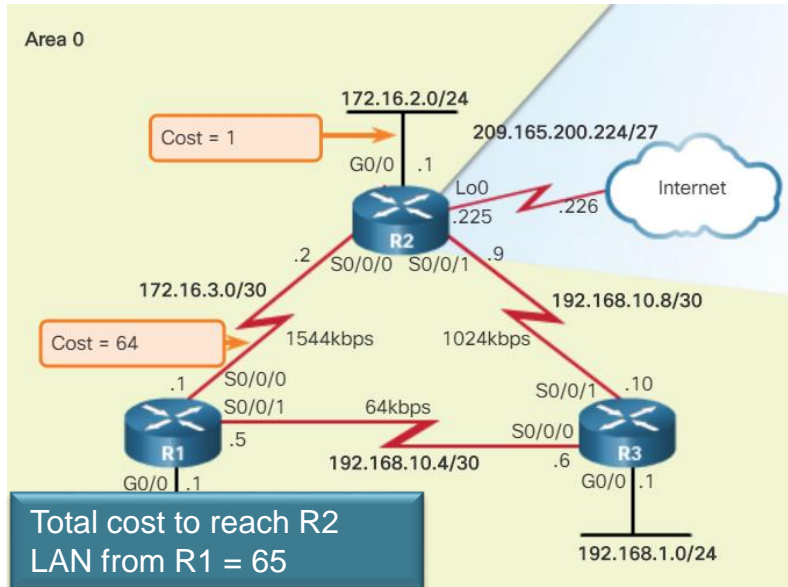 Area 0
172.16.2.0/24
Cost = 1
209.165.200.224/27
G0/0 .1
Lo0
Internet
.225
.226
R2
.2
S0/0/0 S0/0/1
.9
172.16.3.0/30
192.168.10.8/30
Cost = 64
1544kbps
1024kbps
.1
S0/0/0
S0/0/1
.10
S0/0/1
64kbps
.5
S0/0/0
R1
192.168.10.4/30
.6
R3
G0/0 .1
G0/0 .1
Total cost to reach R2
LAN from R1 = 65
192.168.1.0/24